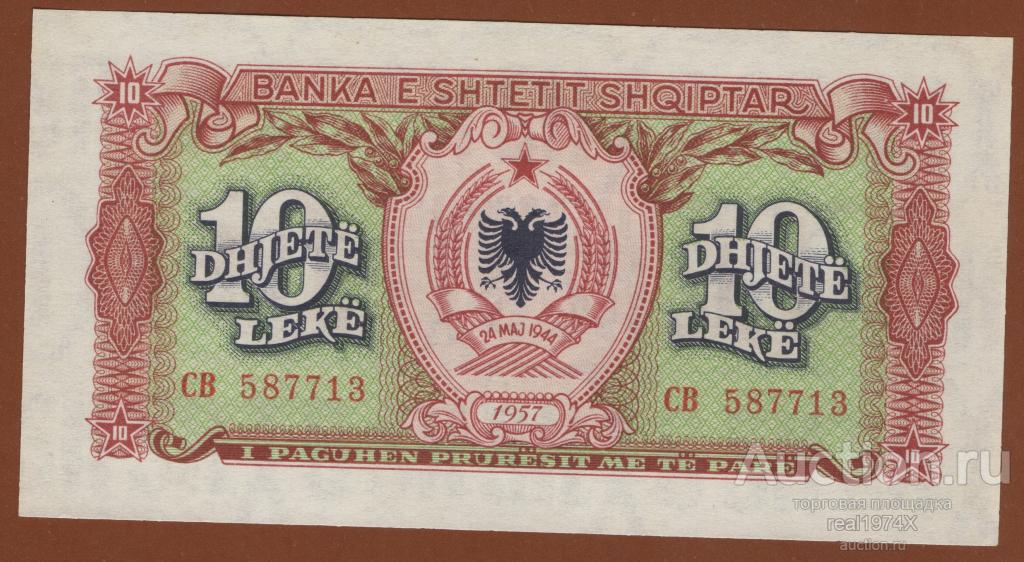 10
BANKA E SHTETIT SHQIPTAR
10
10
DHJETË
LEKË
10
DHJETË
LEKË
24 MAJ 1944
CB 587713
CB 587713
1957
10
I PAGUHEN PRURËSIT ME TË PARË
10
Auction.ru
торговая площадка
real1974X
auction.ru